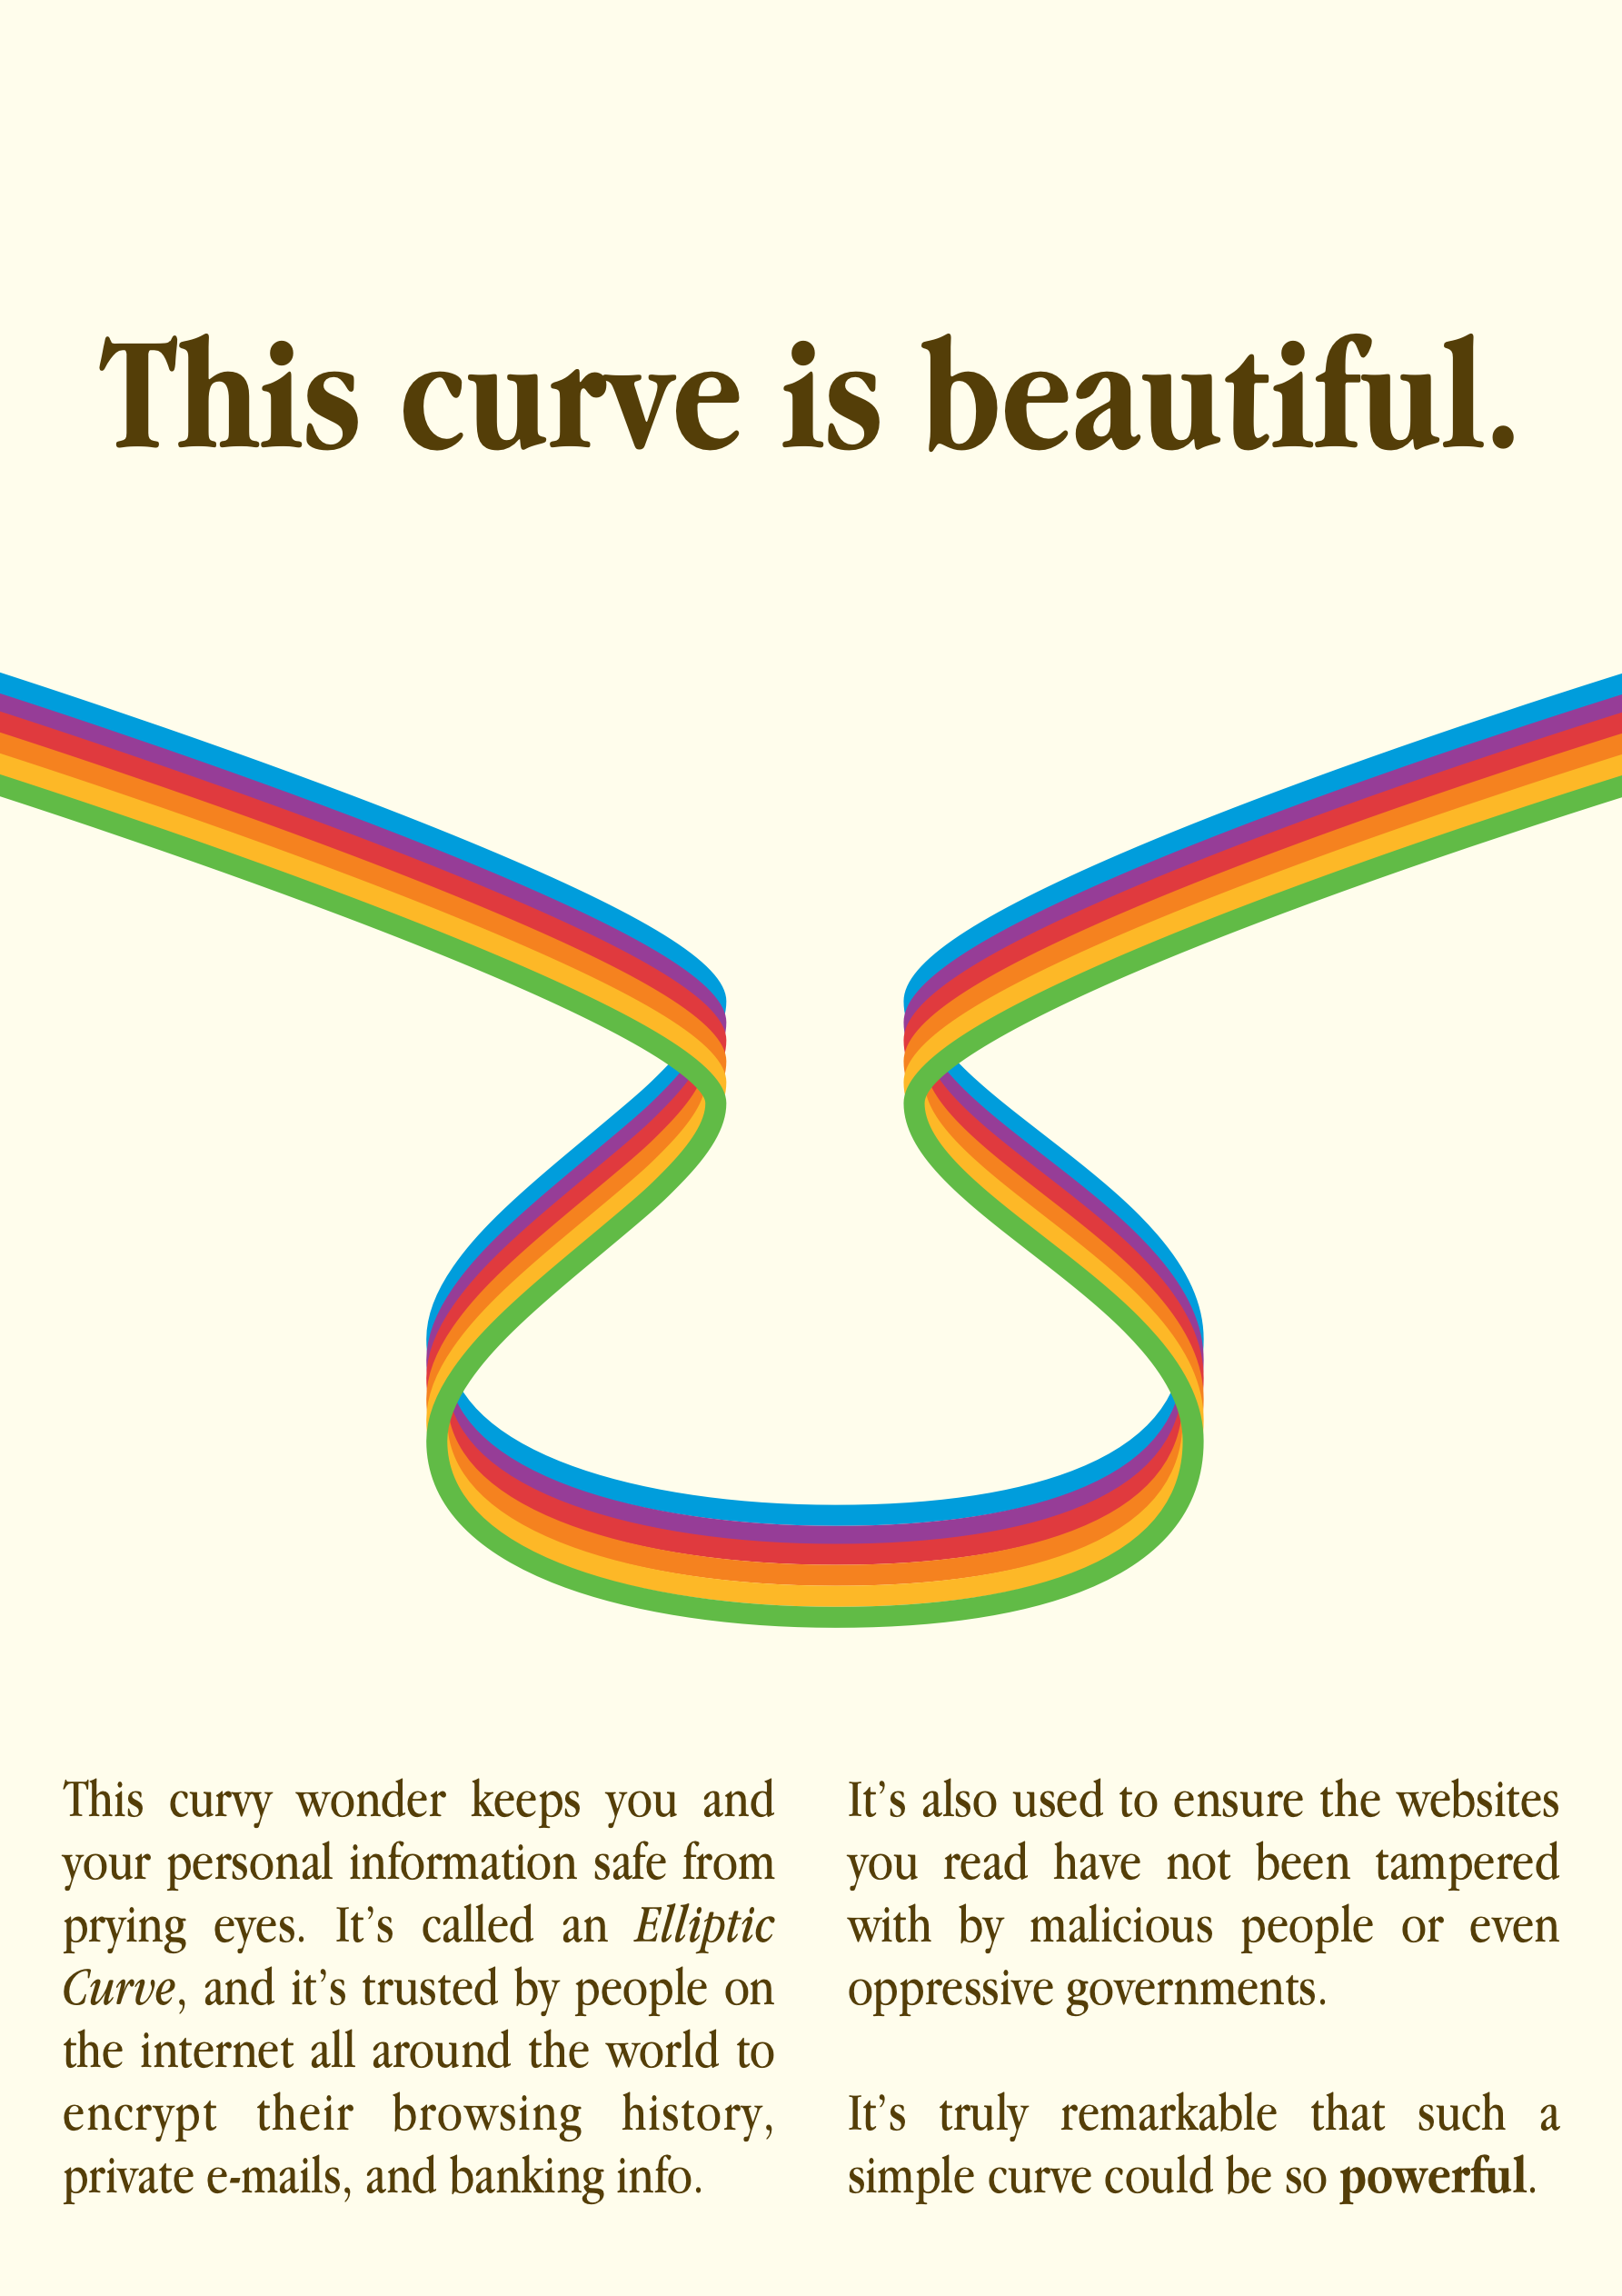 This curve is beautiful.
This curvy wonder keeps you and
your personal information safe from
prying eyes. It’s called an Elliptic
Curve, and it’s trusted by people on
the internet all around the world to
encrypt their browsing history,
private e-mails, and banking info.
It’s also used to ensure the websites
you read have not been tampered
with by malicious people or even
oppressive governments.
It’s truly remarkable that such a
simple curve could be so powerful.